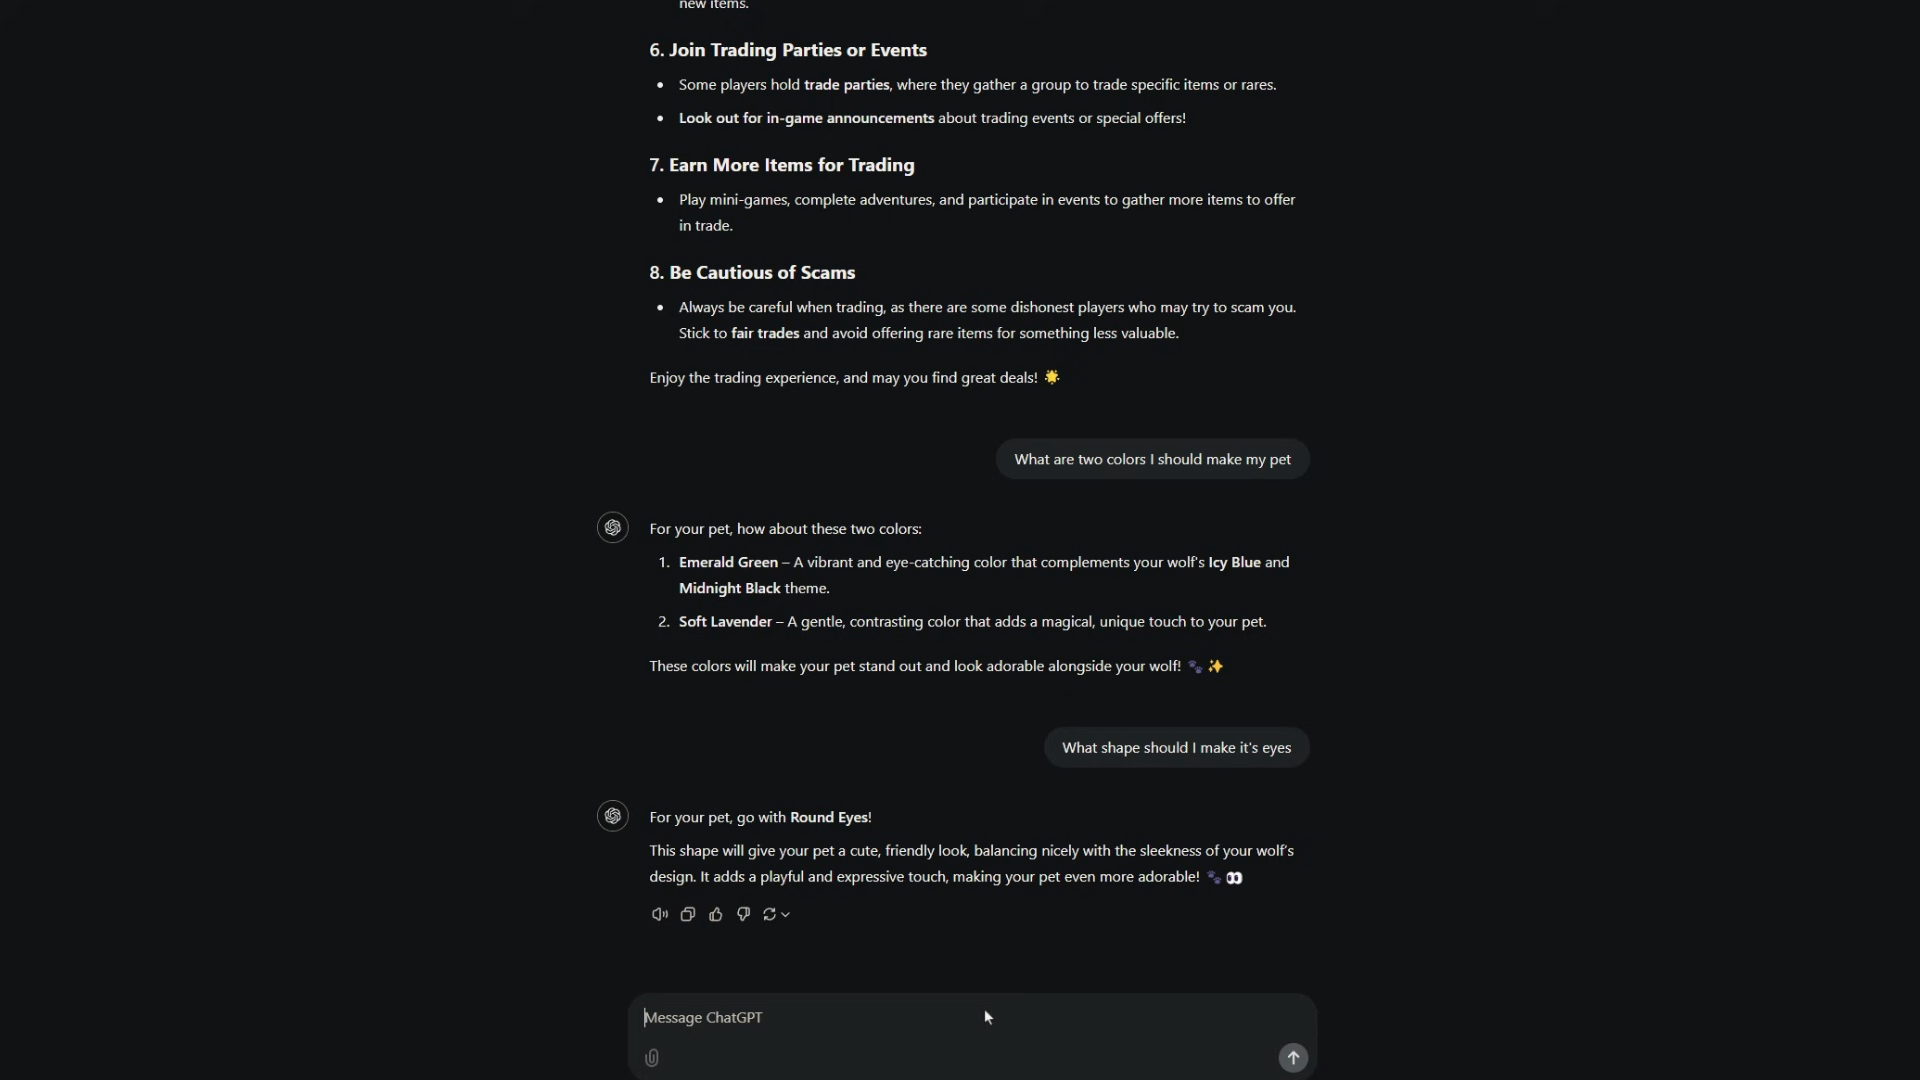 new items.
6. Join Trading Parties or Events
• Some players hold trade parties, where they gather a group to trade specific items or rares.
• Look out for in-game announcements about trading events or special offers!
7. Earn More Items for Trading
• Play mini-games, complete adventures, and participate in events to gather more items to offer
in trade.
8. Be Cautious of Scams
• Always be careful when trading, as there are some dishonest players who may try to scam you.
Stick to fair trades and avoid offering rare items for something less valuable.
Enjoy the trading experience, and may you find great deals! 🌟
What are two colors I should make my pet
For your pet, how about these two colors:
1. Emerald Green – A vibrant and eye-catching color that complements your wolf's Icy Blue and
Midnight Black theme.
2. Soft Lavender – A gentle, contrasting color that adds a magical, unique touch to your pet.
These colors will make your pet stand out and look adorable alongside your wolf! 🐾✨
What shape should I make it's eyes
For your pet, go with Round Eyes!
This shape will give your pet a cute, friendly look, balancing nicely with the sleekness of your wolf's
design. It adds a playful and expressive touch, making your pet even more adorable! 🐾👀
Message ChatGPT